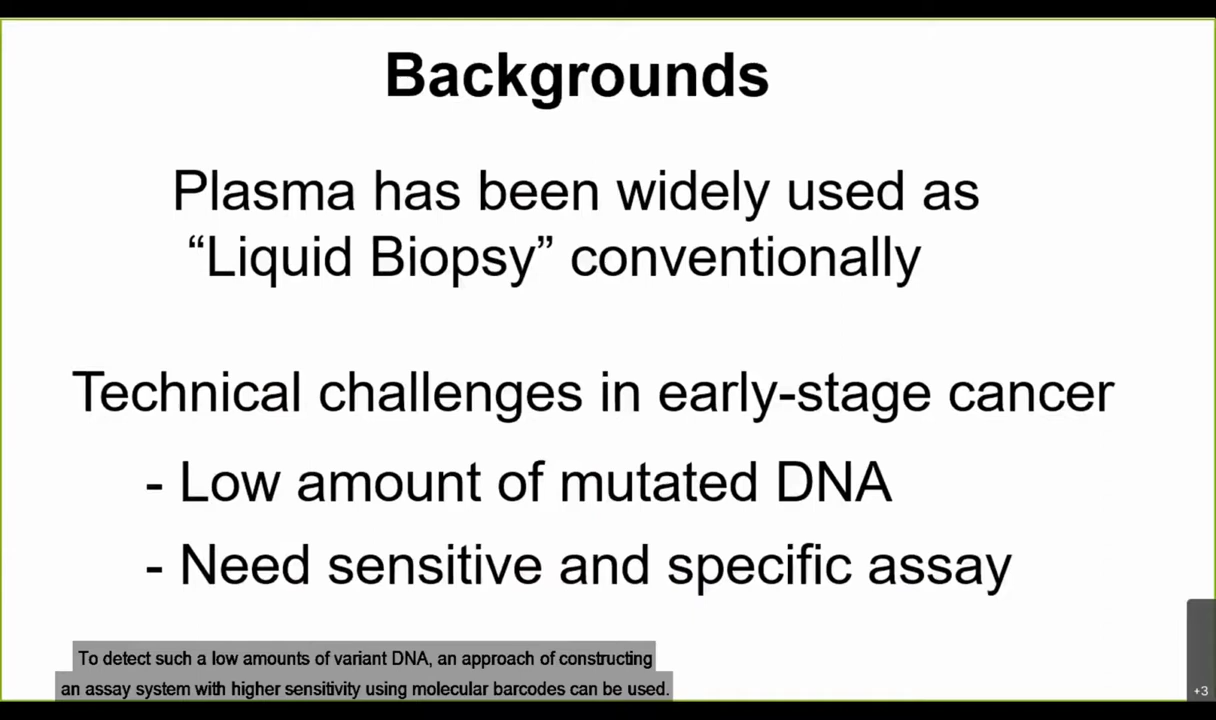 Backgrounds
Plasma has been widely used as
“Liquid Biopsy” conventionally
Technical challenges in early-stage cancer
- Low amount of mutated DNA
- Need sensitive and specific assay
To detect such a low amounts of variant DNA, an approach of constructing
an assay system with higher sensitivity using molecular barcodes can be used.
+3